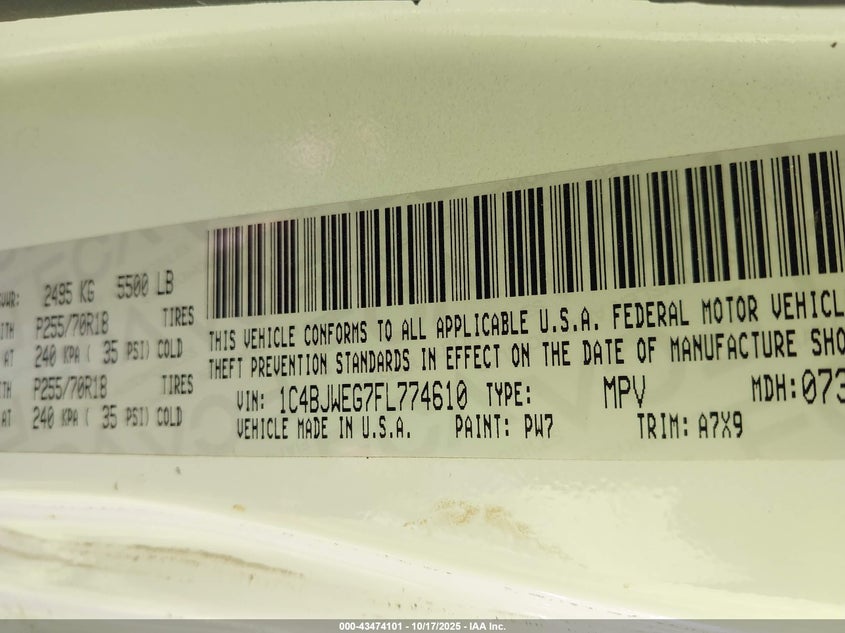 GVWR: 2495 KG 5500 LB
WITH P255/70R18 TIRES
AT 240 KPA ( 35 PSI) COLD
WITH P255/70R18 TIRES
AT 240 KPA ( 35 PSI) COLD
THIS VEHICLE CONFORMS TO ALL APPLICABLE U.S.A. FEDERAL MOTOR VEHICL
THEFT PREVENTION STANDARDS IN EFFECT ON THE DATE OF MANUFACTURE SHO
VIN: 1C4BJWEG7FL774610 TYPE: MPV MDH: 073
VEHICLE MADE IN U.S.A. PAINT: PW7 TRIM: A7X9
000-43474101 - 10/17/2025 - IAA Inc.